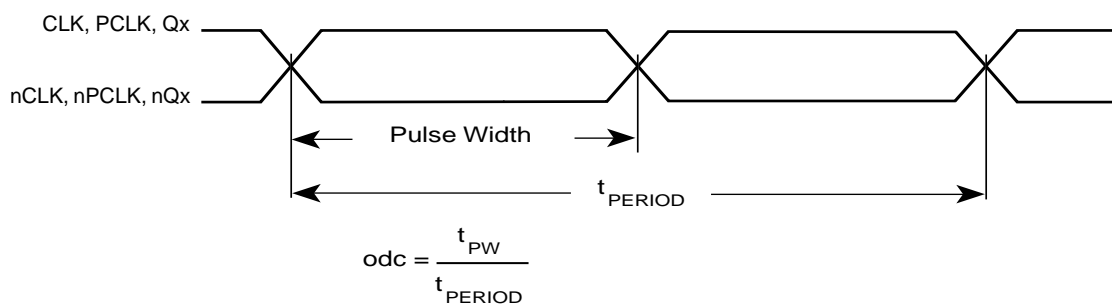 CLK, PCLK, Qx
nCLK, nPCLK, nQx
Pulse Width
tPERIOD
odc = tPW
tPERIOD